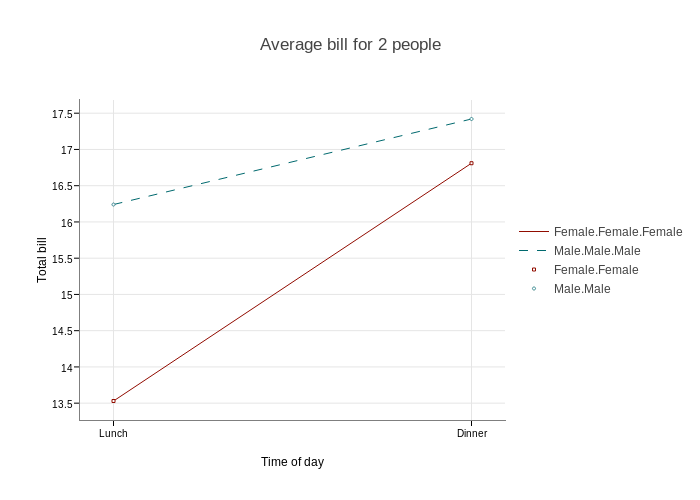 Average bill for 2 people
Total bill
17.5
17
16.5
16
15.5
15
14.5
14
13.5
Lunch
Dinner
Time of day
Female.Female.Female
Male.Male.Male
Female.Female
Male.Male